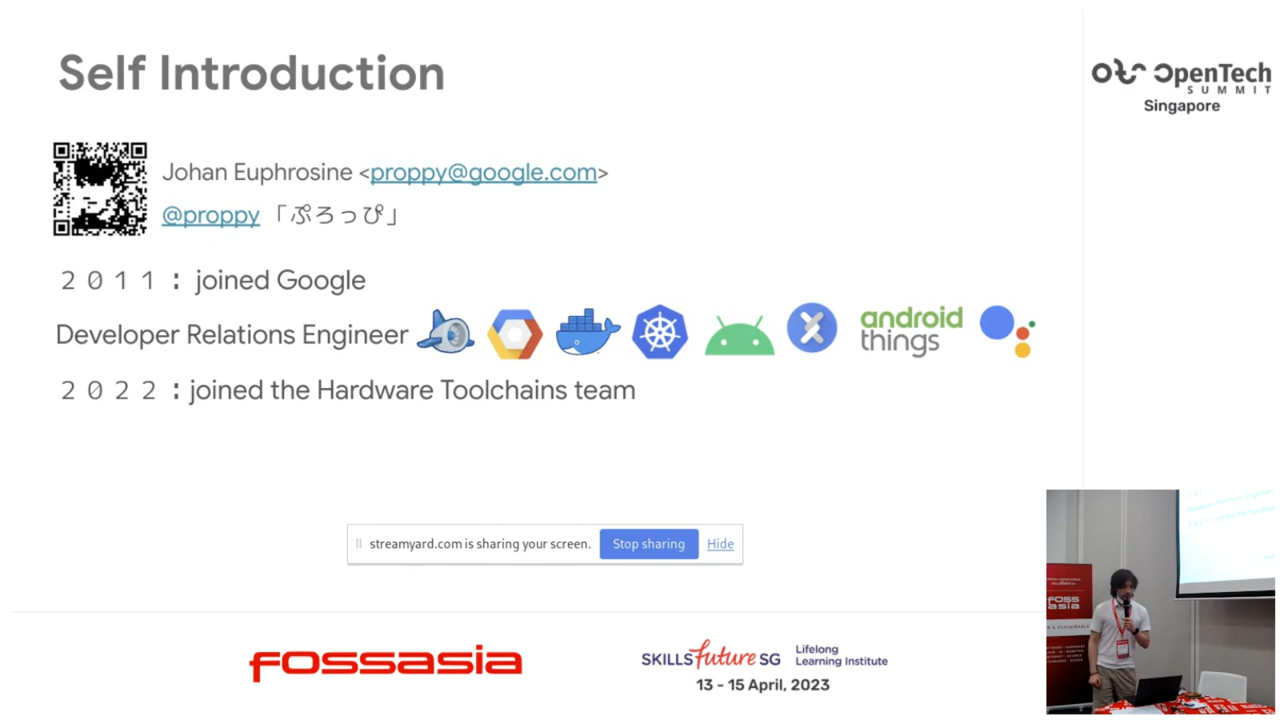 Self Introduction
OpenTech
SUMMIT
Singapore
Johan Euphrosine <proppy@google.com>
@proppy「ぷろっぴ」
２０１１：joined Google
Developer Relations Engineer
android
things
２０２２：joined the Hardware Toolchains team
streamyard.com is sharing your screen. Stop sharing Hide
FOSS
asia
fossasia
SKILLSfuture SG
Lifelong
Learning Institute
13 - 15 April, 2023